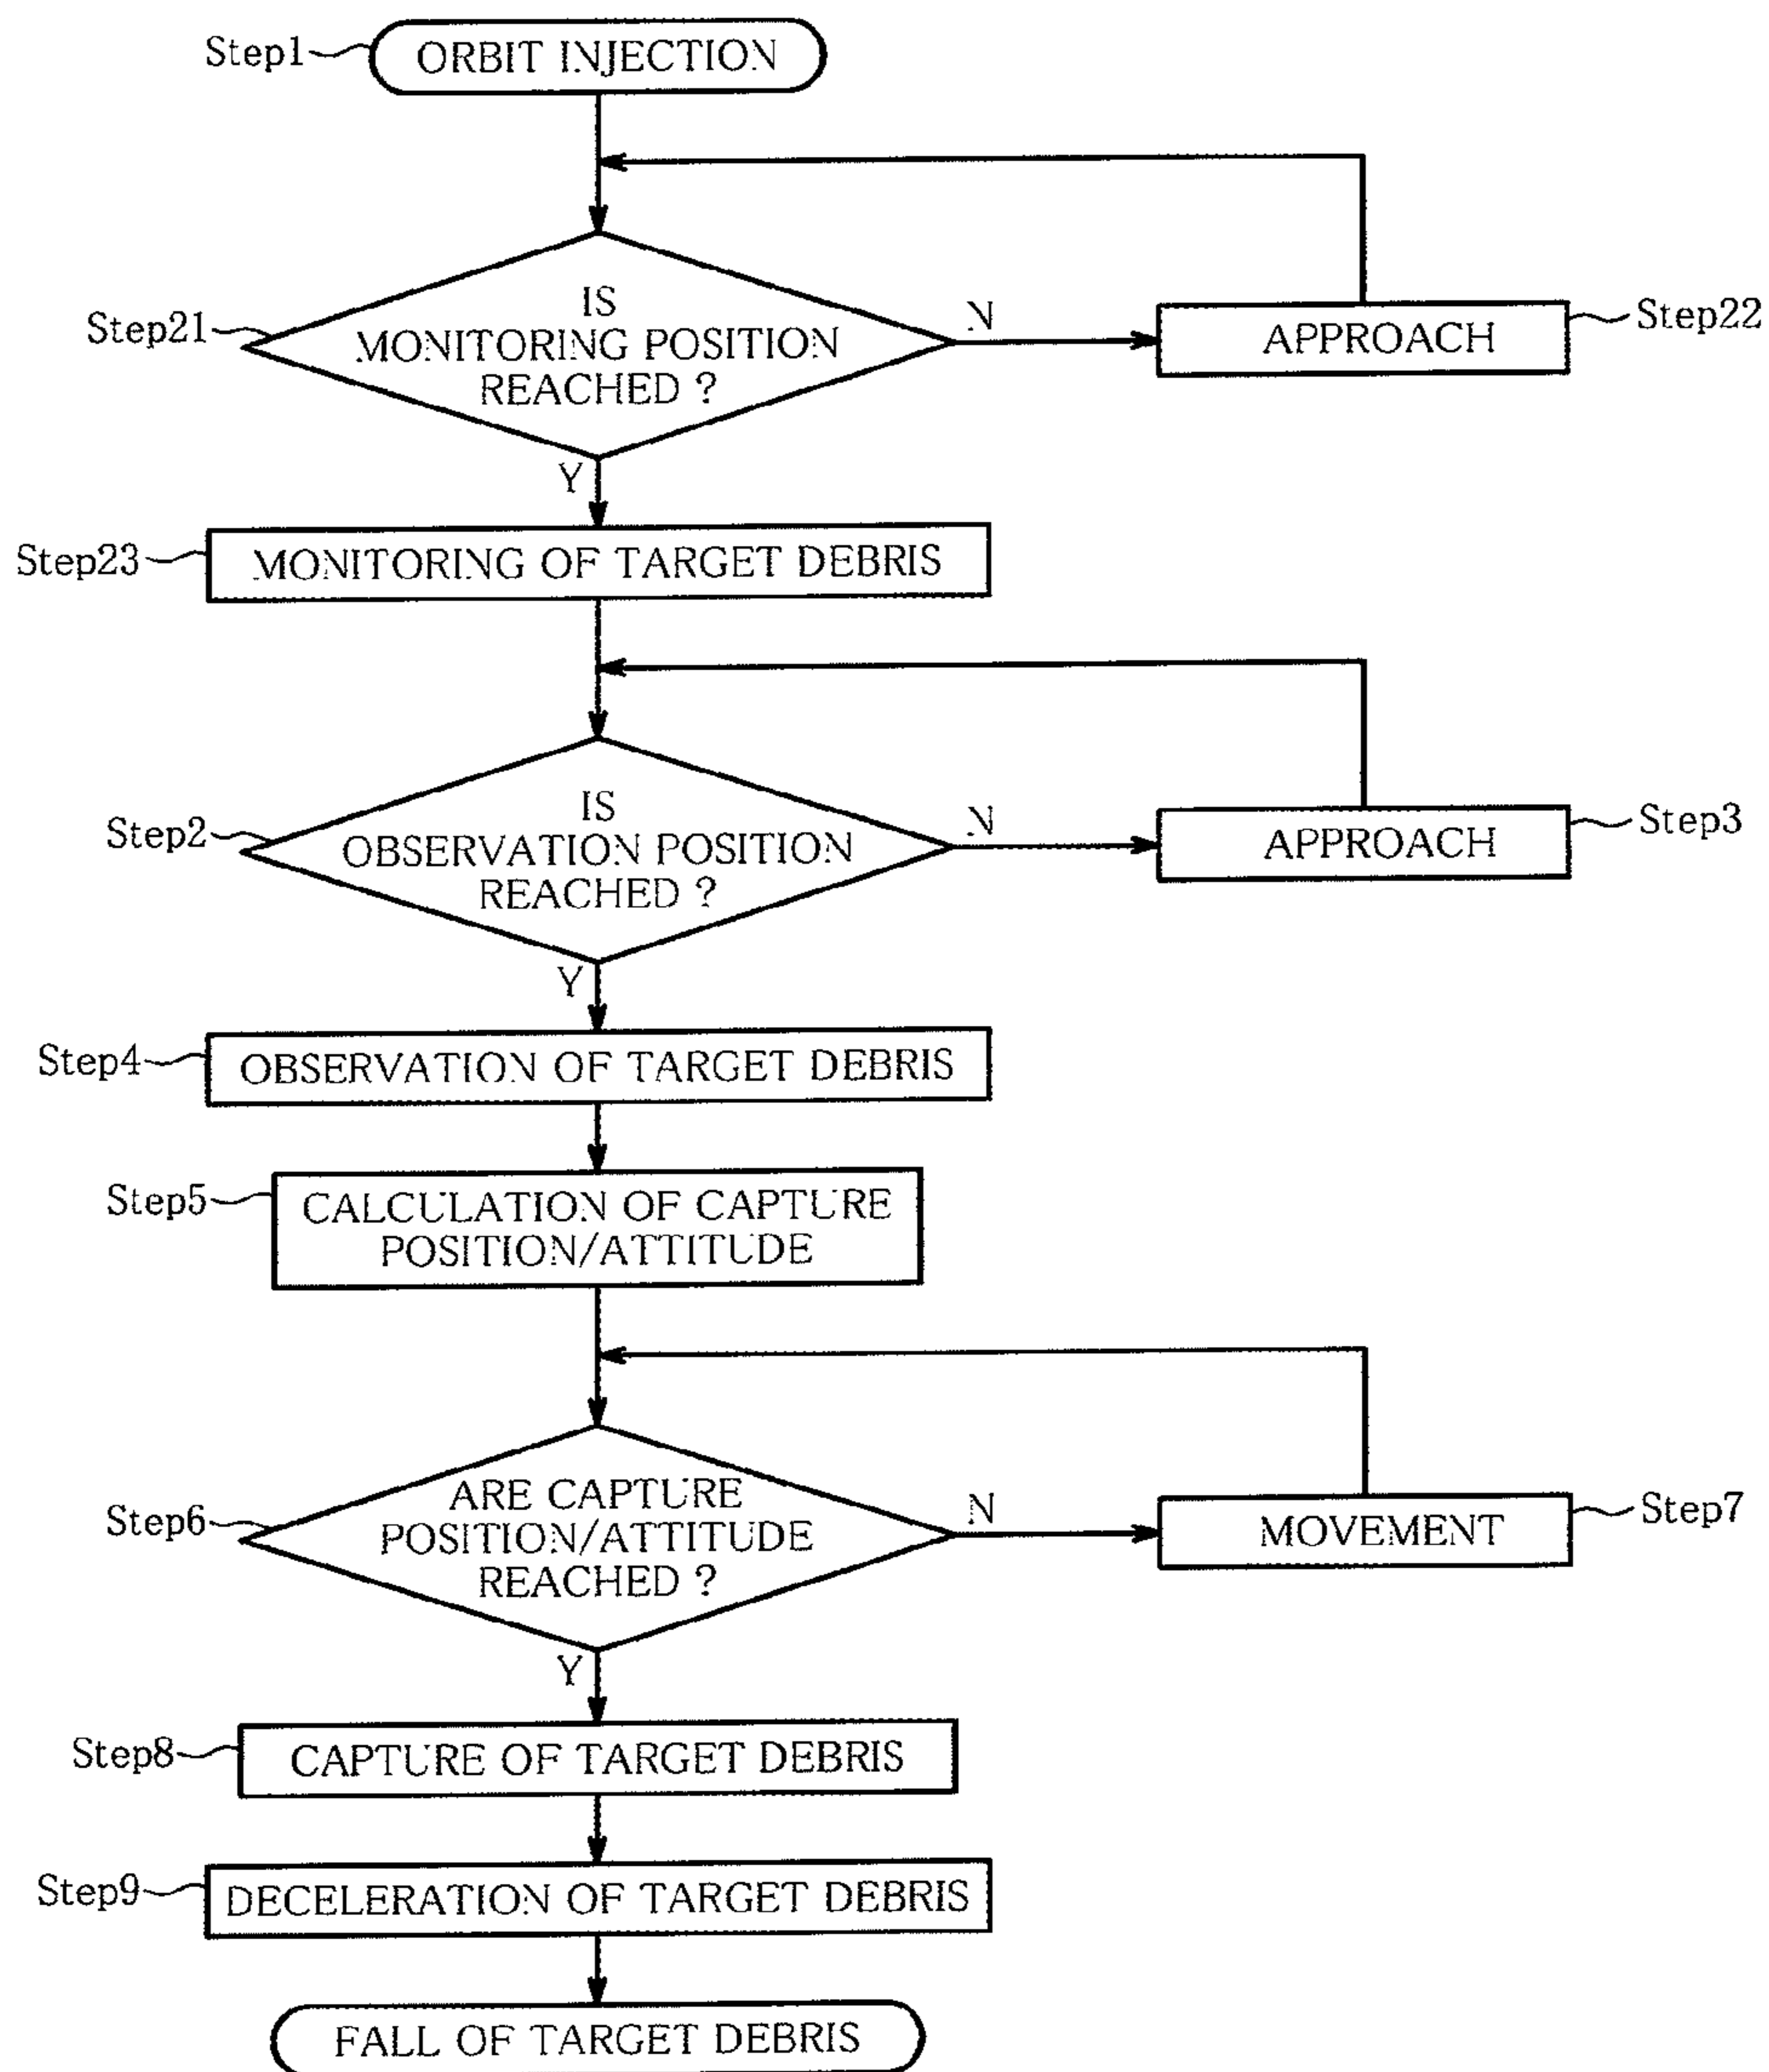 Step1
ORBIT INJECTION
Step21
IS
MONITORING POSITION
REACHED ?
N
APPROACH
Step22
Y
Step23
MONITORING OF TARGET DEBRIS
Step2
IS
OBSERVATION POSITION
REACHED ?
N
APPROACH
Step3
Y
Step4
OBSERVATION OF TARGET DEBRIS
Step5
CALCULATION OF CAPTURE
POSITION/ATTITUDE
Step6
ARE CAPTURE
POSITION/ATTITUDE
REACHED ?
N
MOVEMENT
Step7
Y
Step8
CAPTURE OF TARGET DEBRIS
Step9
DECELERATION OF TARGET DEBRIS
FALL OF TARGET DEBRIS